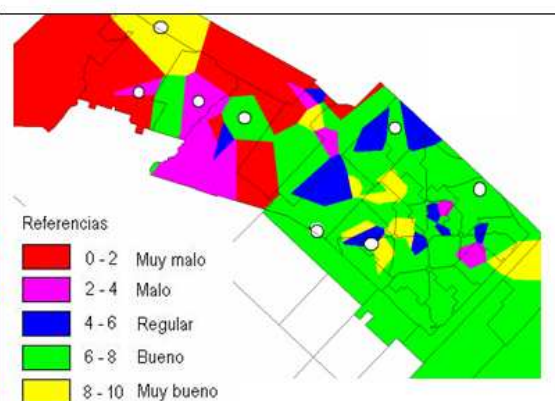 Referencias
0 - 2 Muy malo
2 - 4 Malo
4 - 6 Regular
6 - 8 Bueno
8 - 10 Muy bueno